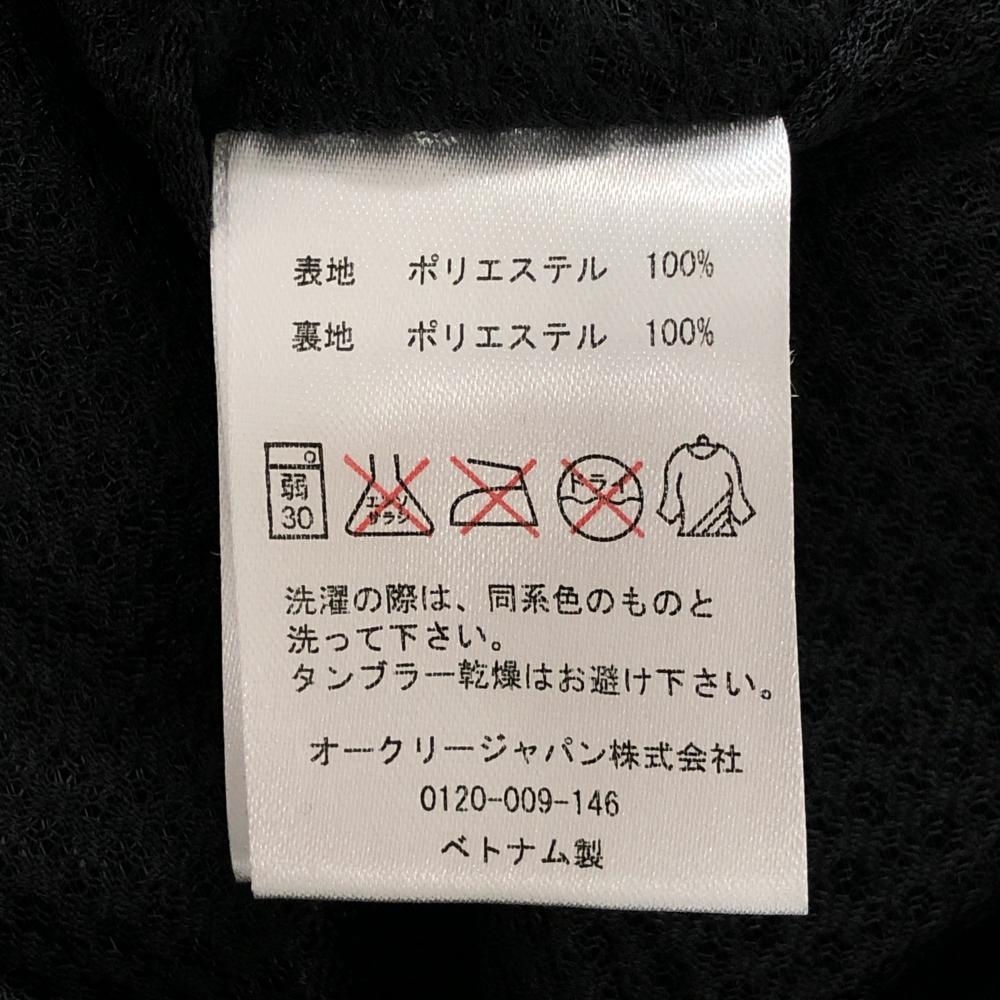 表地 ポリエステル 100%
裏地 ポリエステル 100%
弱
30
エンソ
サラシ
ドライ
洗濯の際は、同系色のものと
洗って下さい。
タンブラー乾燥はお避け下さい。
オークリージャパン株式会社
0120-009-146
ベトナム製